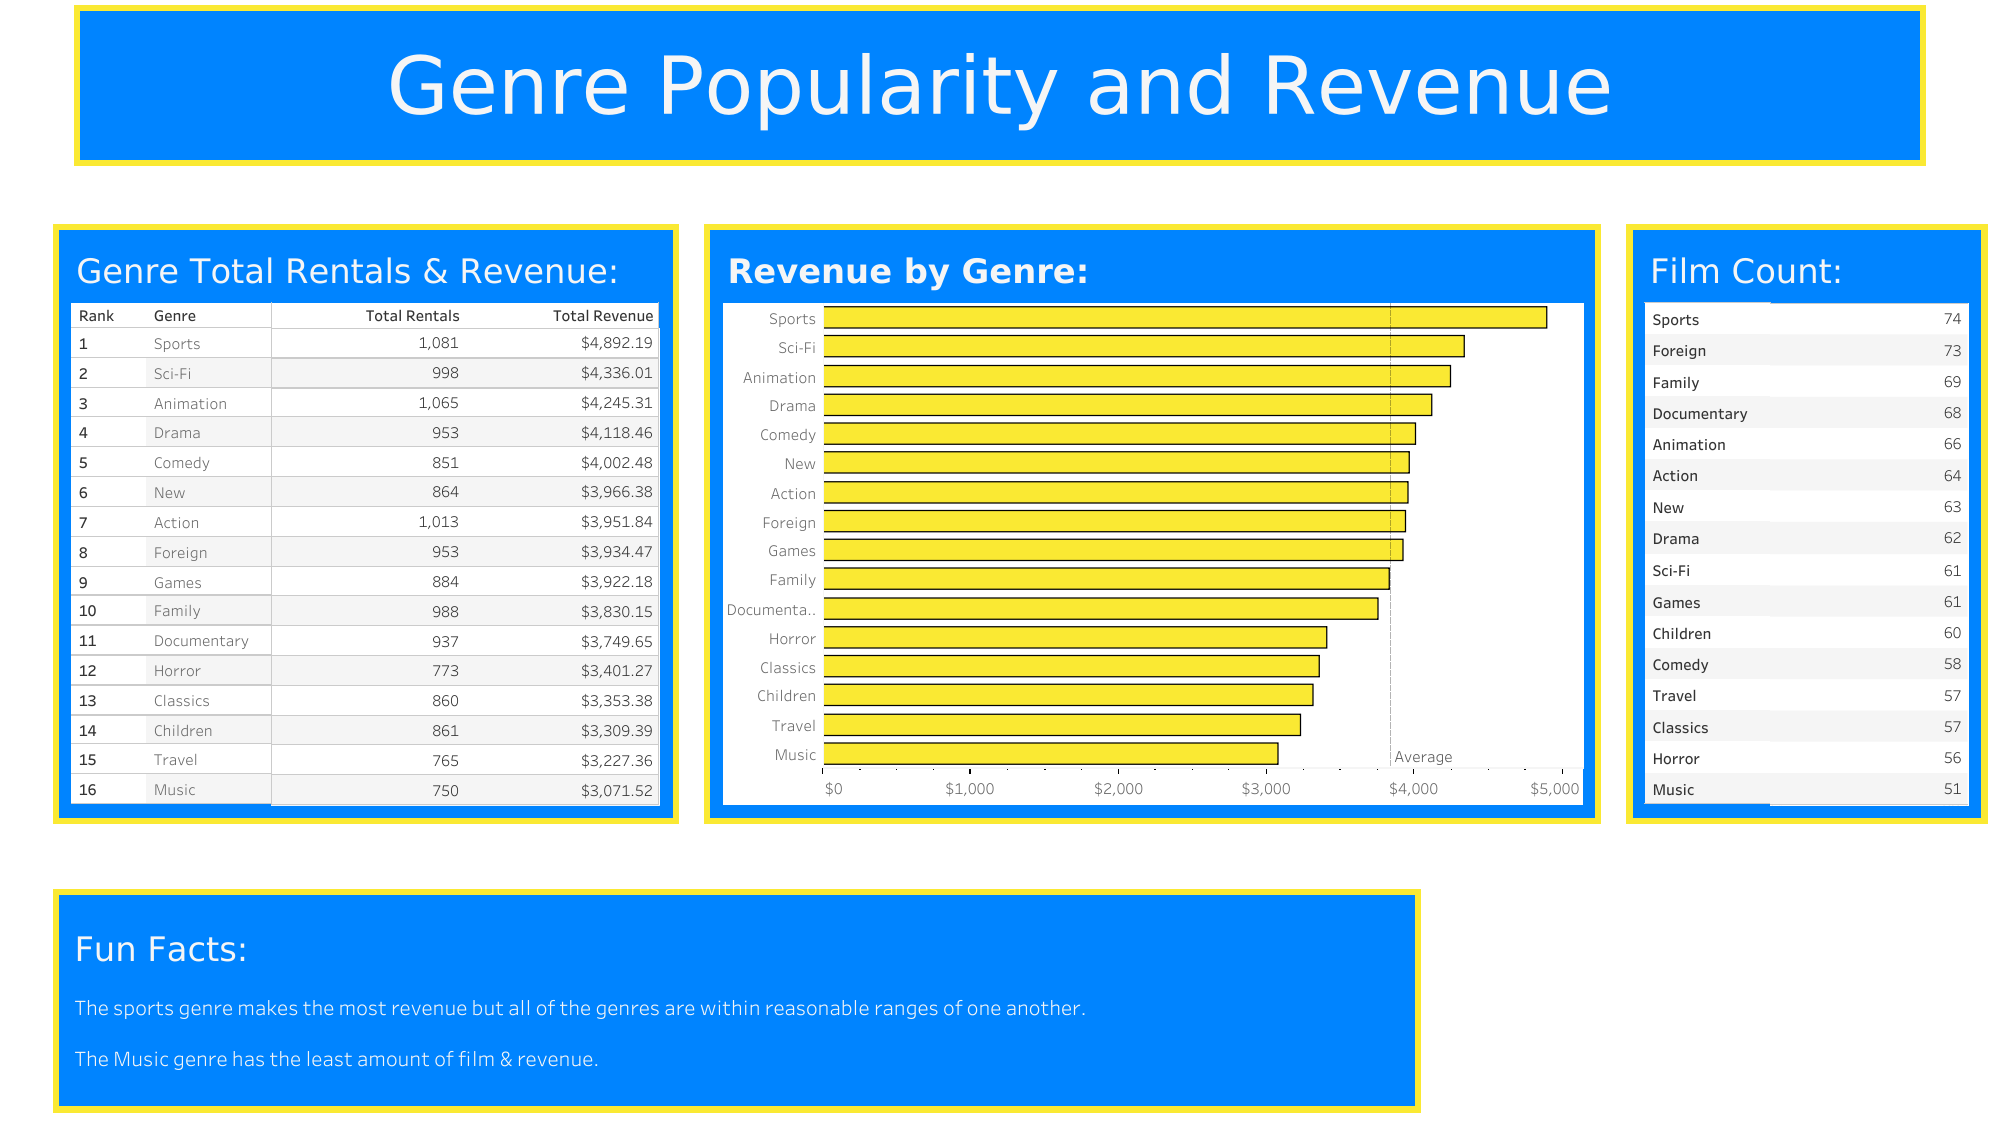 Genre Popularity and Revenue
Genre Total Rentals & Revenue:
Rank Genre Total Rentals Total Revenue
1 Sports 1,081 $4,892.19
2 Sci-Fi 998 $4,336.01
3 Animation 1,065 $4,245.31
4 Drama 953 $4,118.46
5 Comedy 851 $4,002.48
6 New 864 $3,966.38
7 Action 1,013 $3,951.84
8 Foreign 953 $3,934.47
9 Games 884 $3,922.18
10 Family 988 $3,830.15
11 Documentary 937 $3,749.65
12 Horror 773 $3,401.27
13 Classics 860 $3,353.38
14 Children 861 $3,309.39
15 Travel 765 $3,227.36
16 Music 750 $3,071.52
Revenue by Genre:
Sports
Sci-Fi
Animation
Drama
Comedy
New
Action
Foreign
Games
Family
Documenta..
Horror
Classics
Children
Travel
Music
Average
$0 $1,000 $2,000 $3,000 $4,000 $5,000
Film Count:
Sports 74
Foreign 73
Family 69
Documentary 68
Animation 66
Action 64
New 63
Drama 62
Sci-Fi 61
Games 61
Children 60
Comedy 58
Travel 57
Classics 57
Horror 56
Music 51
Fun Facts:
The sports genre makes the most revenue but all of the genres are within reasonable ranges of one another.
The Music genre has the least amount of film & revenue.